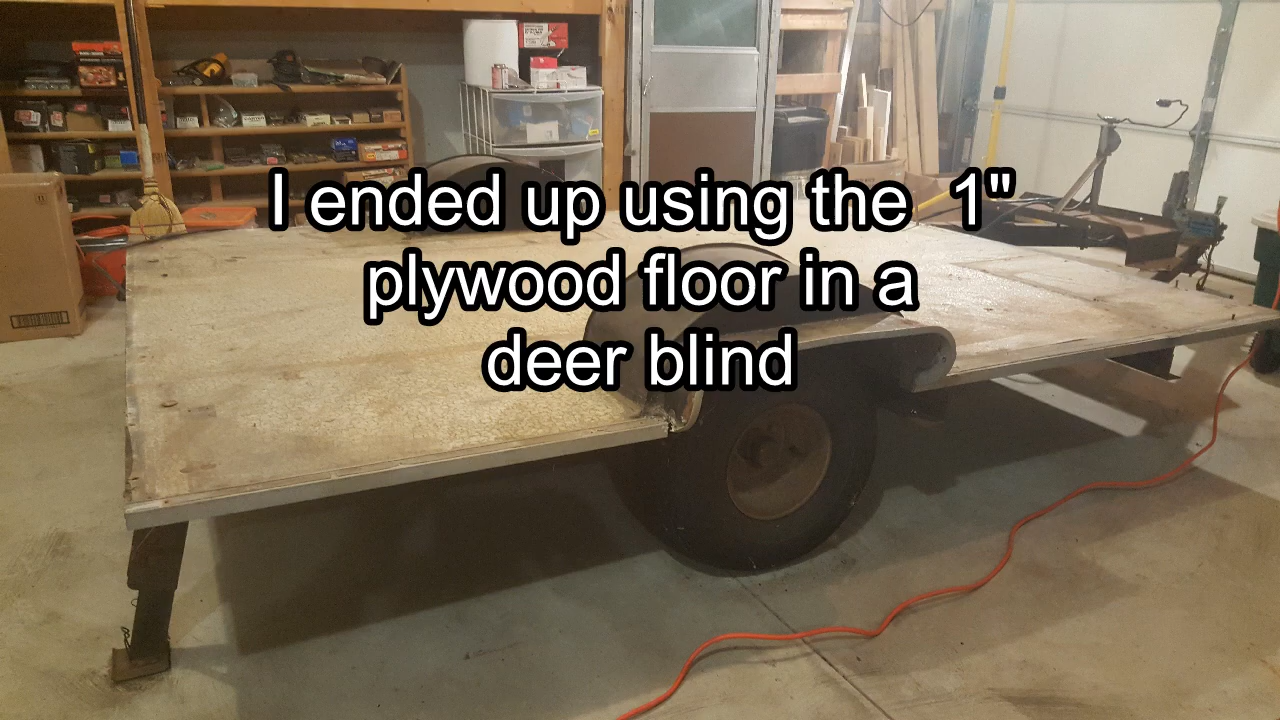 I ended up using the  1"
plywood floor in a
deer blind